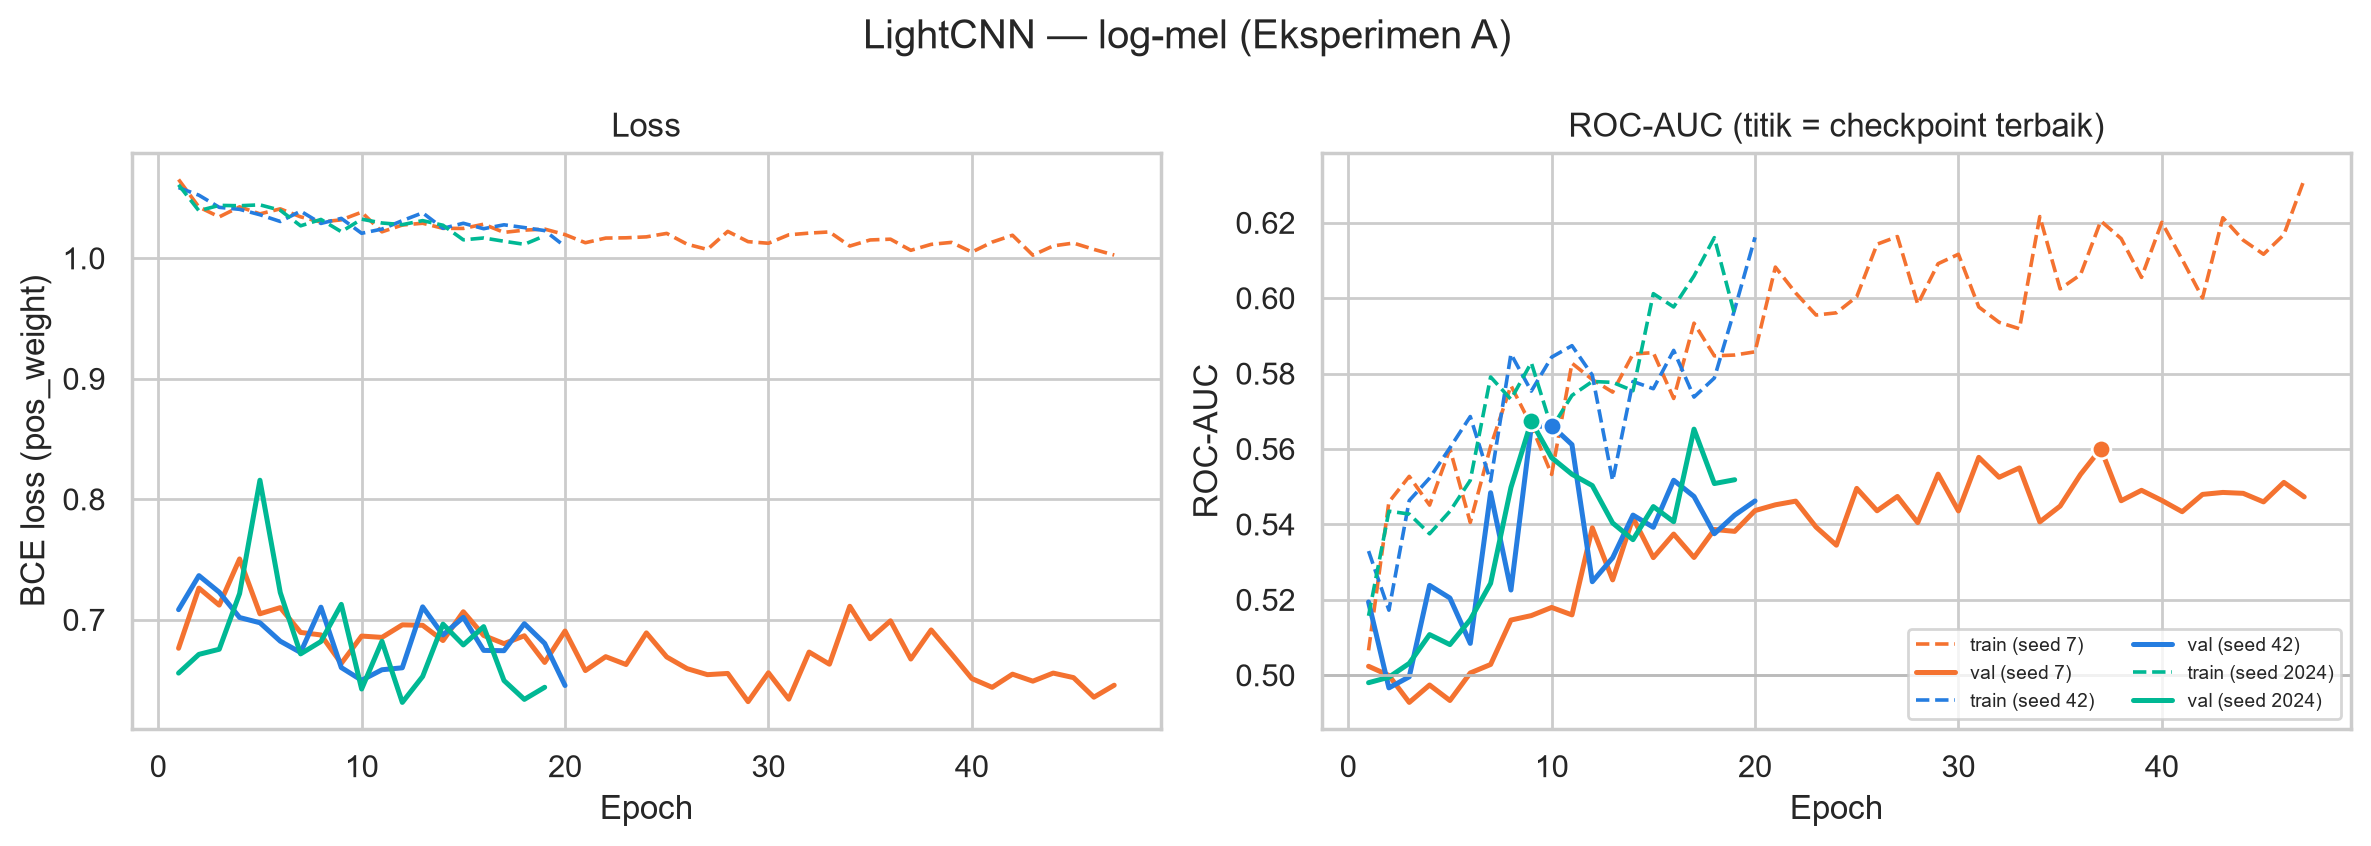 LightCNN — log-mel (Eksperimen A)
Loss
BCE loss (pos_weight)
1.0
0.9
0.8
0.7
0
10
20
30
40
Epoch
ROC-AUC (titik = checkpoint terbaik)
ROC-AUC
0.62
0.60
0.58
0.56
0.54
0.52
0.50
train (seed 7)
val (seed 7)
train (seed 42)
val (seed 42)
train (seed 2024)
val (seed 2024)
0
10
20
30
40
Epoch